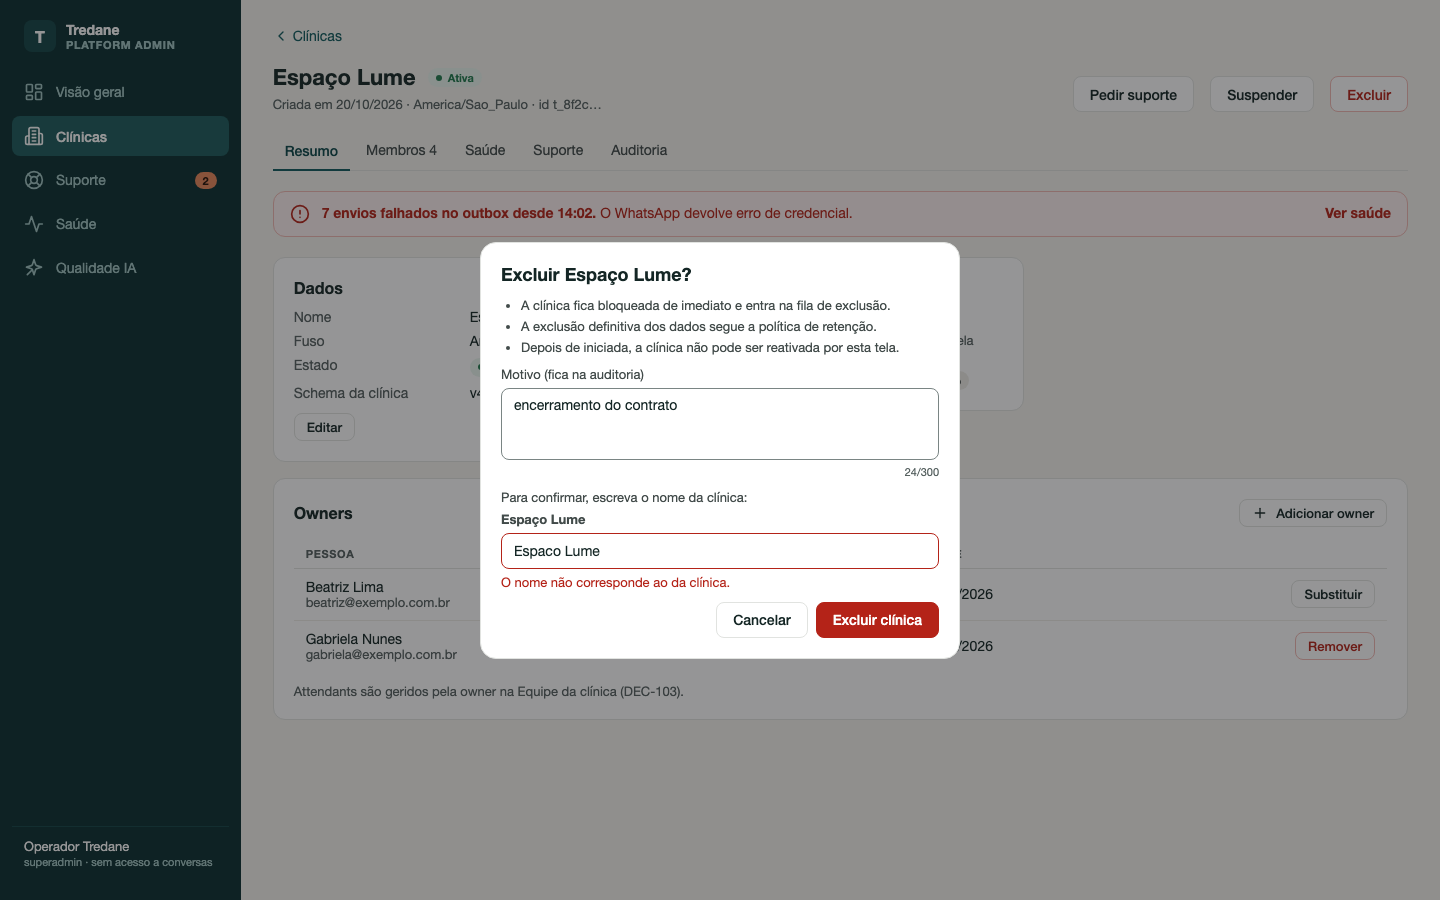 T
Tredane
PLATFORM ADMIN
Visão geral
Clínicas
Suporte
2
Saúde
Qualidade IA
Operador Tredane
superadmin · sem acesso a conversas
Clínicas
Espaço Lume
Ativa
Criada em 20/10/2026 · America/Sao_Paulo · id t_8f2c…
Pedir suporte
Suspender
Excluir
Resumo
Membros 4
Saúde
Suporte
Auditoria
7 envios falhados no outbox desde 14:02. O WhatsApp devolve erro de credencial.
Ver saúde
Dados
Nome
Fuso
Estado
Schema da clínica
v4
Editar
Excluir Espaço Lume?
• A clínica fica bloqueada de imediato e entra na fila de exclusão.
• A exclusão definitiva dos dados segue a política de retenção.
• Depois de iniciada, a clínica não pode ser reativada por esta tela.
Motivo (fica na auditoria)
encerramento do contrato
24/300
Para confirmar, escreva o nome da clínica:
Espaço Lume
Espaco Lume
O nome não corresponde ao da clínica.
Cancelar
Excluir clínica
Owners
Adicionar owner
PESSOA
Beatriz Lima
beatriz@exemplo.com.br
/2026
Substituir
Gabriela Nunes
gabriela@exemplo.com.br
/2026
Remover
Attendants são geridos pela owner na Equipe da clínica (DEC-103).